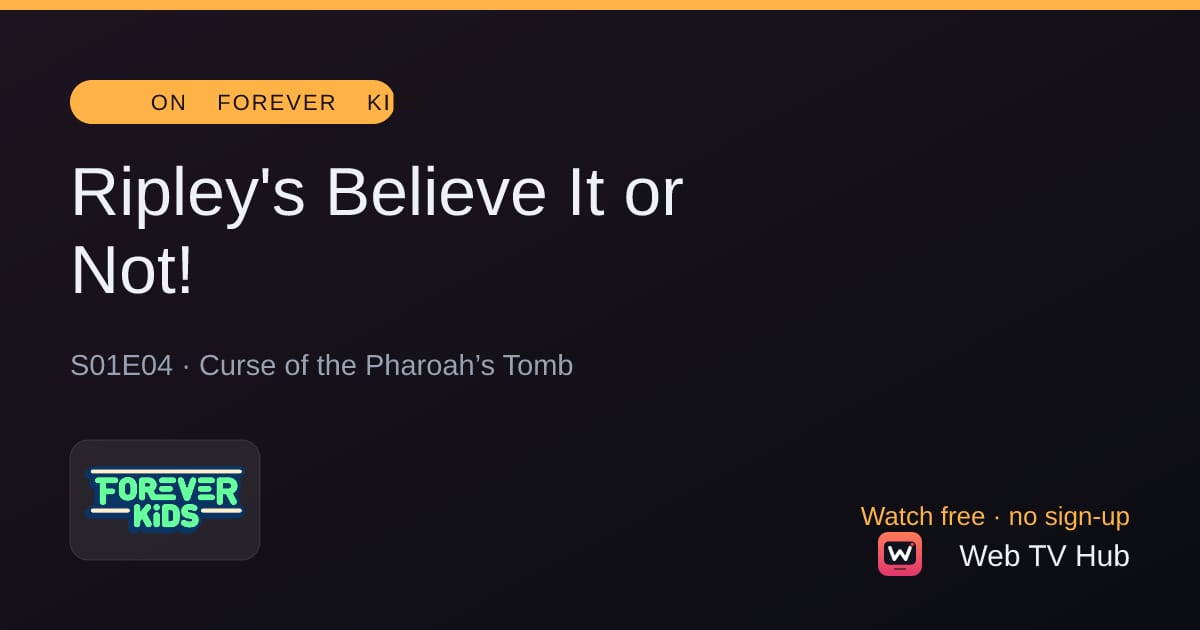 ON FOREVER KI
Ripley's Believe It or
Not!
S01E04 · Curse of the Pharoah’s Tomb
FOREVER
KiDS
Watch free · no sign-up
W
Web TV Hub